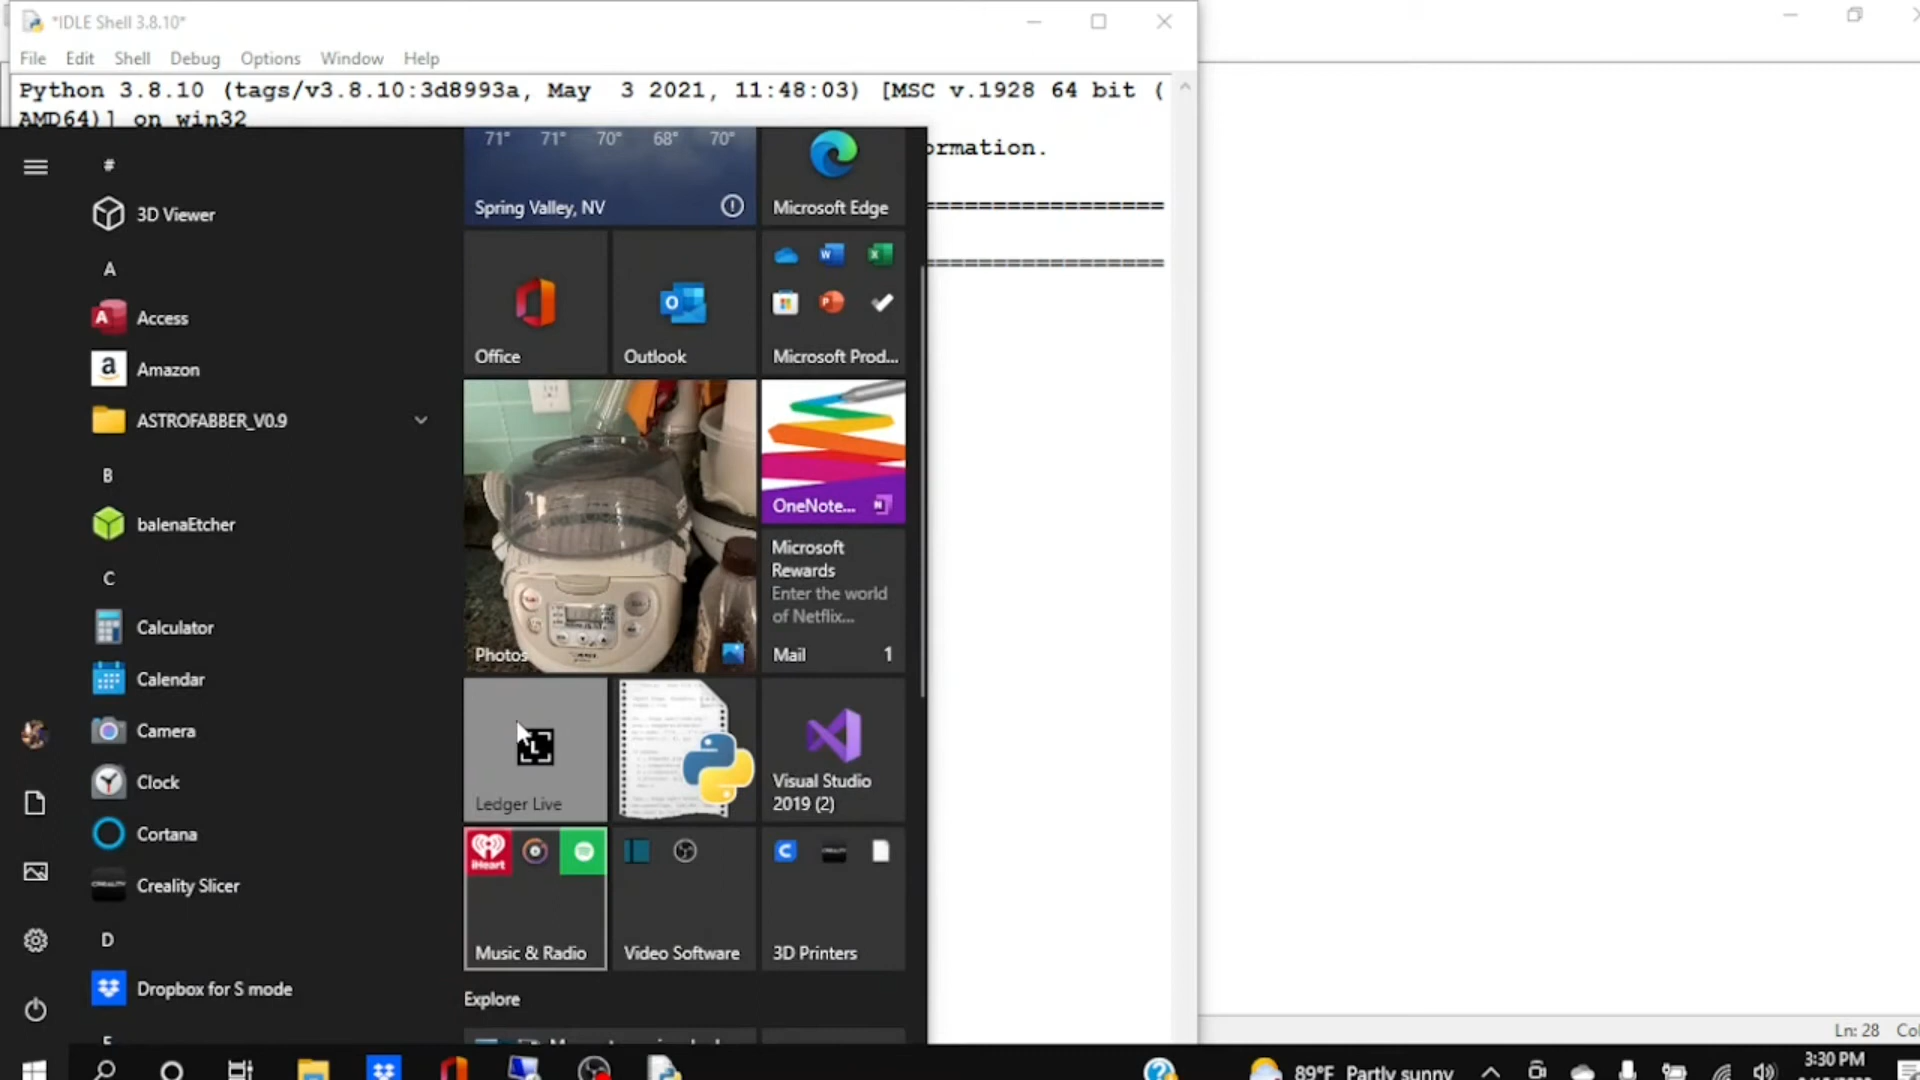 *IDLE Shell 3.8.10*
File Edit Shell Debug Options Window Help
Python 3.8.10 (tags/v3.8.10:3d8993a, May  3 2021, 11:48:03) [MSC v.1928 64 bit (
AMD64)] on win32
ormation.
=================
=================
#
3D Viewer
A
Access
Amazon
ASTROFABBER_V0.9
B
balenaEtcher
C
Calculator
Calendar
Camera
Clock
Cortana
Creality Slicer
D
Dropbox for S mode
71° 71° 70° 68° 70°
Spring Valley, NV
Microsoft Edge
Office
Outlook
Microsoft Prod...
Photos
OneNote...
Microsoft
Rewards
Enter the world
of Netflix...
Mail 1
Ledger Live
Visual Studio
2019 (2)
iHeart
Music & Radio
Video Software
3D Printers
Explore
Ln: 28
89°F Partly sunny
3:30 PM